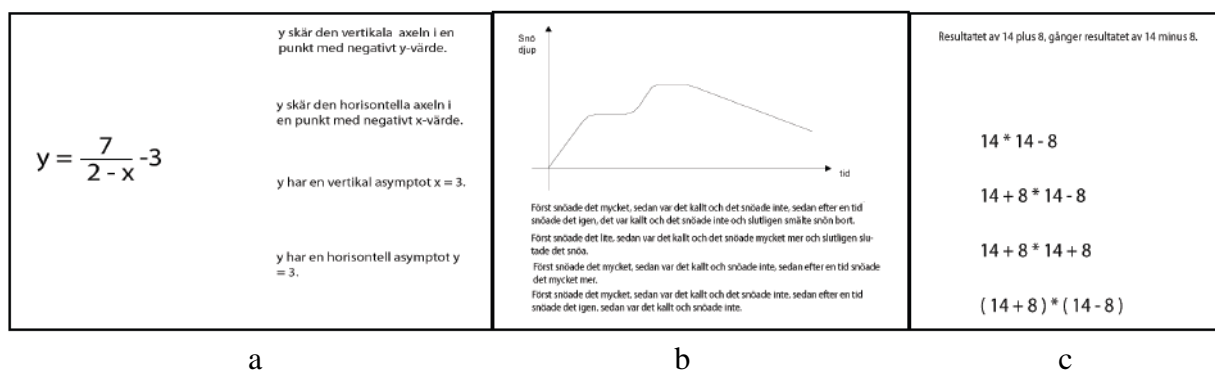 y skär den vertikala axeln i en
punkt med negativt y-värde.
y skär den horisontella axeln i
en punkt med negativt x-värde.
y = 7 / 2 - x -3
y har en vertikal asymptot x = 3.
y har en horisontell asymptot y
= 3.
a
Snö
djup
tid
Först snöade det mycket, sedan var det kallt och det snöade inte, sedan efter en tid
snöade det igen, det var kallt och det snöade inte och slutligen smälte snön bort.
Först snöade det lite, sedan var det kallt och det snöade mycket mer och slutligen slu-
tade det snöa.
Först snöade det mycket, sedan var det kallt och snöade inte, sedan efter en tid snöade
det mycket mer.
Först snöade det mycket, sedan var det kallt och det snöade inte, sedan efter en tid
snöade det igen, sedan var det kallt och snöade inte.
b
Resultatet av 14 plus 8, gånger resultatet av 14 minus 8.
14 * 14 - 8
14 + 8 * 14 - 8
14 + 8 * 14 + 8
( 14 + 8 ) * ( 14 - 8 )
c